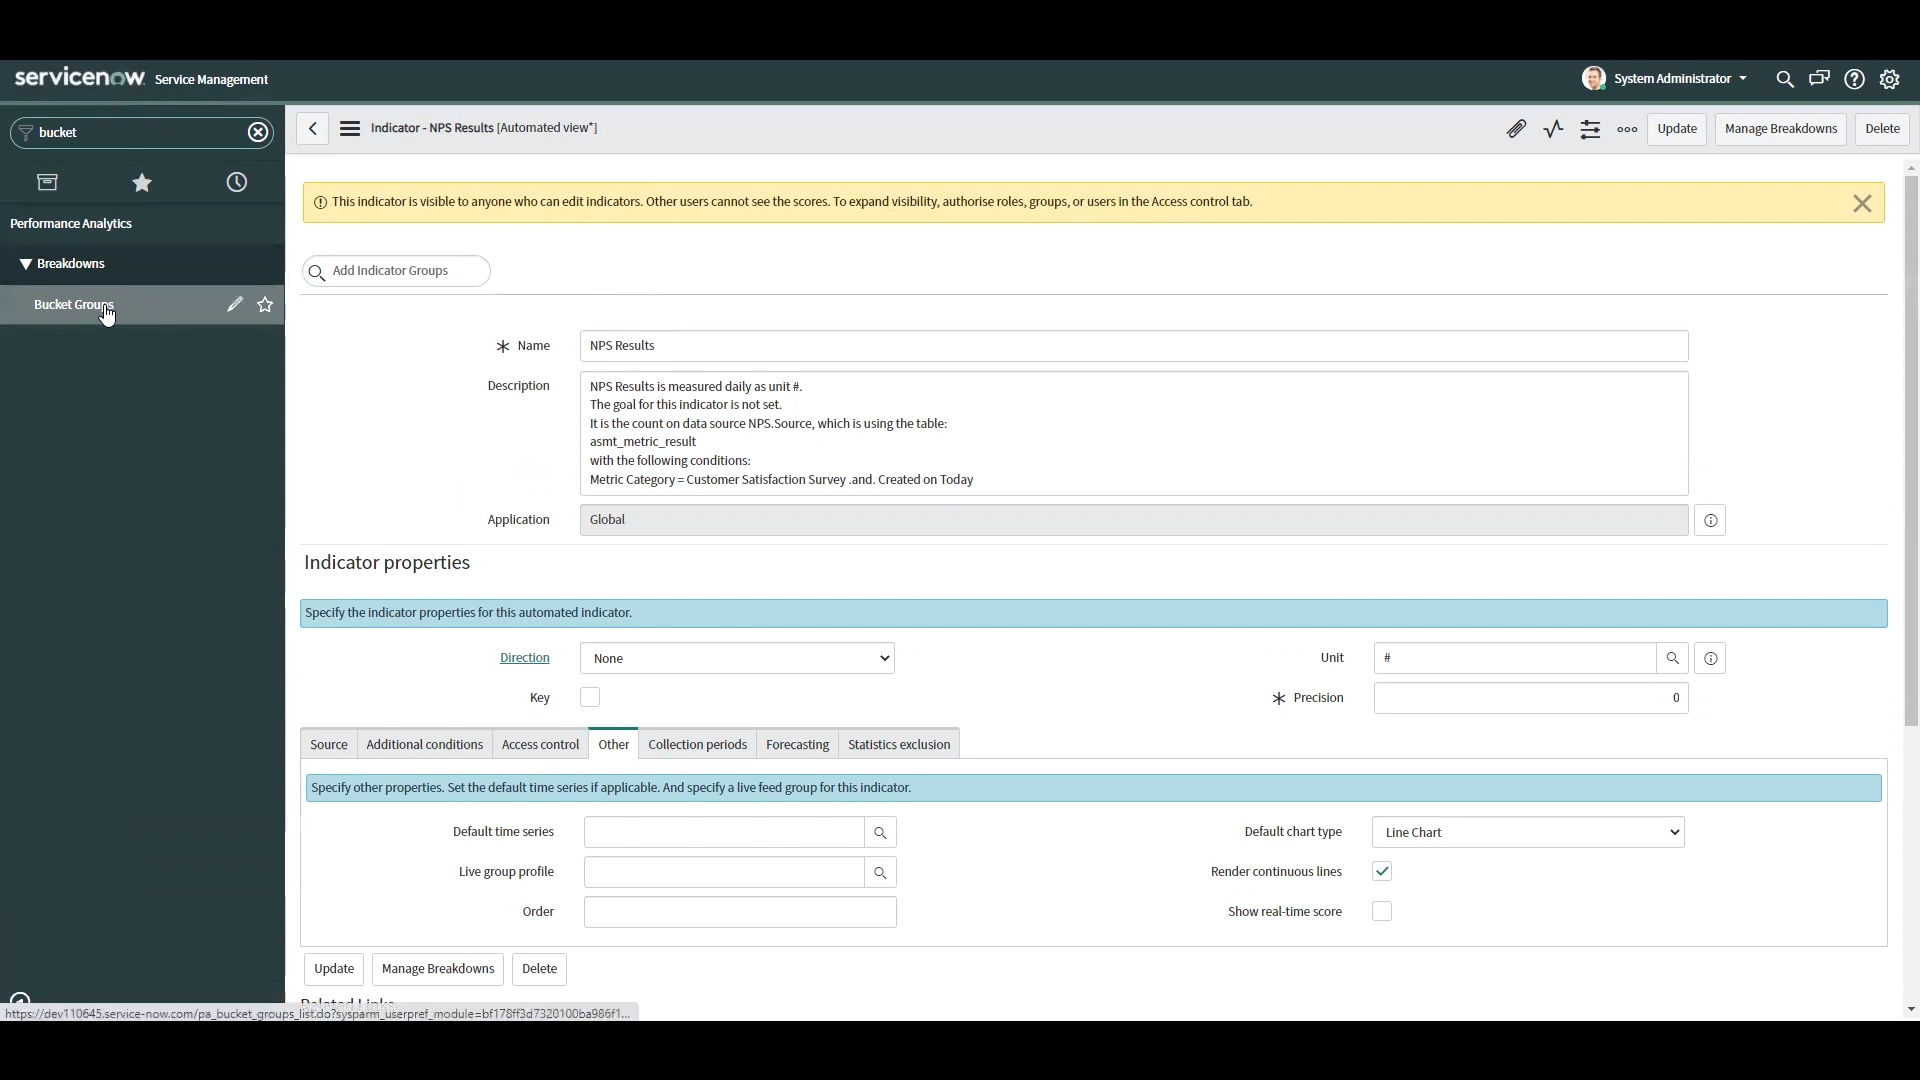 servicenow Service Management
System Administrator
bucket
Indicator - NPS Results [Automated view*]
Update
Manage Breakdowns
Delete
Performance Analytics
Breakdowns
Bucket Groups
This indicator is visible to anyone who can edit indicators. Other users cannot see the scores. To expand visibility, authorise roles, groups, or users in the Access control tab.
Add Indicator Groups
Name
NPS Results
Description
NPS Results is measured daily as unit #.
The goal for this indicator is not set.
It is the count on data source NPS.Source, which is using the table:
asmt_metric_result
with the following conditions:
Metric Category = Customer Satisfaction Survey .and. Created on Today
Application
Global
Indicator properties
Specify the indicator properties for this automated indicator.
Direction
None
Unit
#
Key
Precision
0
Source
Additional conditions
Access control
Other
Collection periods
Forecasting
Statistics exclusion
Specify other properties. Set the default time series if applicable. And specify a live feed group for this indicator.
Default time series
Default chart type
Line Chart
Live group profile
Render continuous lines
Order
Show real-time score
Update
Manage Breakdowns
Delete
Related Links
https://dev110645.service-now.com/pa_bucket_groups_list.do?sysparm_userpref_module=bf178ff3d7320100ba986f1...